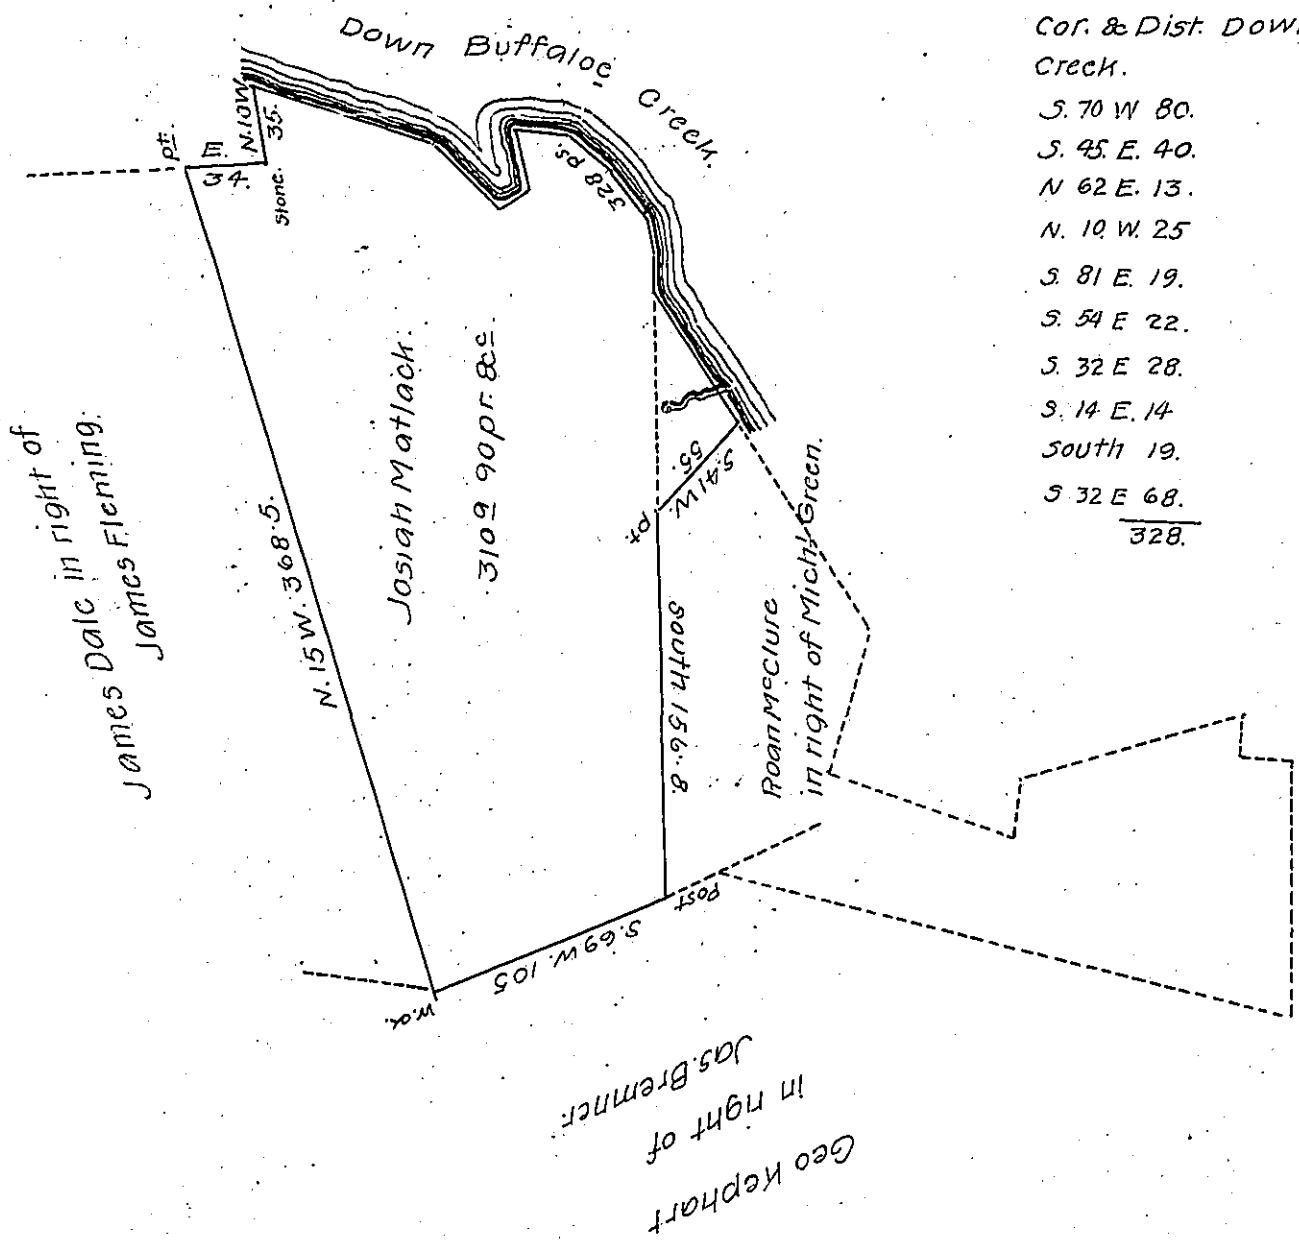 Down Buffaloe Creek.
Cor. & Dist. Dow
Creek.
S. 70 W 80.
S. 45. E. 40.
N 62 E. 13.
N. 10. W. 25
S. 81 E. 19.
S. 54 E 22.
S. 32 E 28.
S. 14 E. 14
South 19.
S 32 E 68.
328.
pt.
E.
34.
N.10W
35.
Stone.
328 ps.
Josiah Matlack.
310a 90pr. &c.
James Dale in right of
James Fleming.
N. 15 W. 368.5.
S.41W.
55.
pt.
South 156.8.
Roan McClure
in right of Michl. Green.
Post
S. 69 W. 105
W.O.
Geo Kephart
in right of
Jas. Bremner.